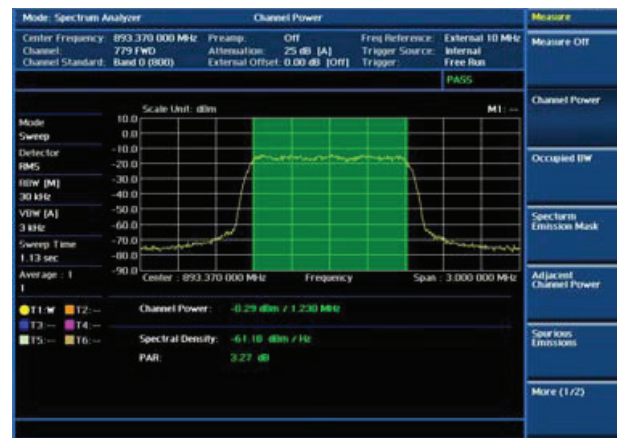 Mode: Spectrum Analyzer
Channel Power
Measure
Center Frequency: 893.370 000 MHz Preamp: Off Freq Reference: External 10 MHz
Channel: 779 FWD Attenuation: 25 dB [A] Trigger Source: Internal
Channel Standard: Band 0 (800) External Offset: 0.00 dB [Off] Trigger: Free Run
PASS
Measure Off
Channel Power
Occupied BW
Specturm
Emission Mask
Adjacent
Channel Power
Spurious
Emissions
More (1/2)
Scale Unit: dBm
M1: --
Mode
Sweep
Detector
RMS
RBW [M]
30 kHz
VBW [A]
3 kHz
Sweep Time
1.13 sec
Average : 1
1
10.0
0.0
-10.0
-20.0
-30.0
-40.0
-50.0
-60.0
-70.0
-80.0
-90.0
Center : 893.370 000 MHz Frequency Span : 3.000 000 MHz
T1:W T2:--
T3:-- T4:--
T5:-- T6:--
Channel Power: -0.29 dBm / 1.230 MHz
Spectral Density: -61.18 dBm / Hz
PAR: 3.27 dB